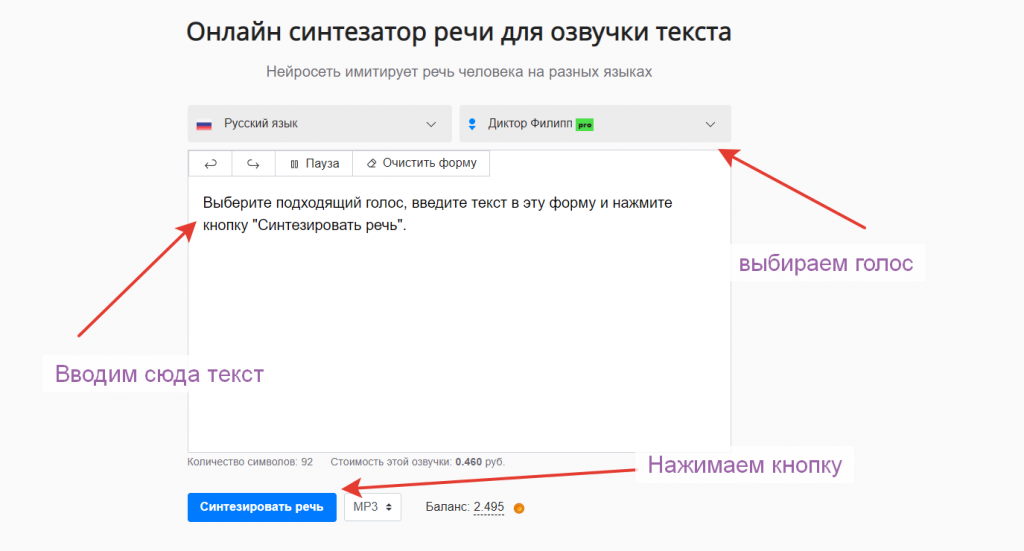 Онлайн синтезатор речи для озвучки текста
Нейросеть имитирует речь человека на разных языках
Русский язык
Диктор Филипп pro
Пауза
Очистить форму
Выберите подходящий голос, введите текст в эту форму и нажмите
кнопку "Синтезировать речь".
выбираем голос
Вводим сюда текст
Количество символов: 92 Стоимость этой озвучки: 0.460 руб.
Нажимаем кнопку
Синтезировать речь MP3 Баланс: 2.495